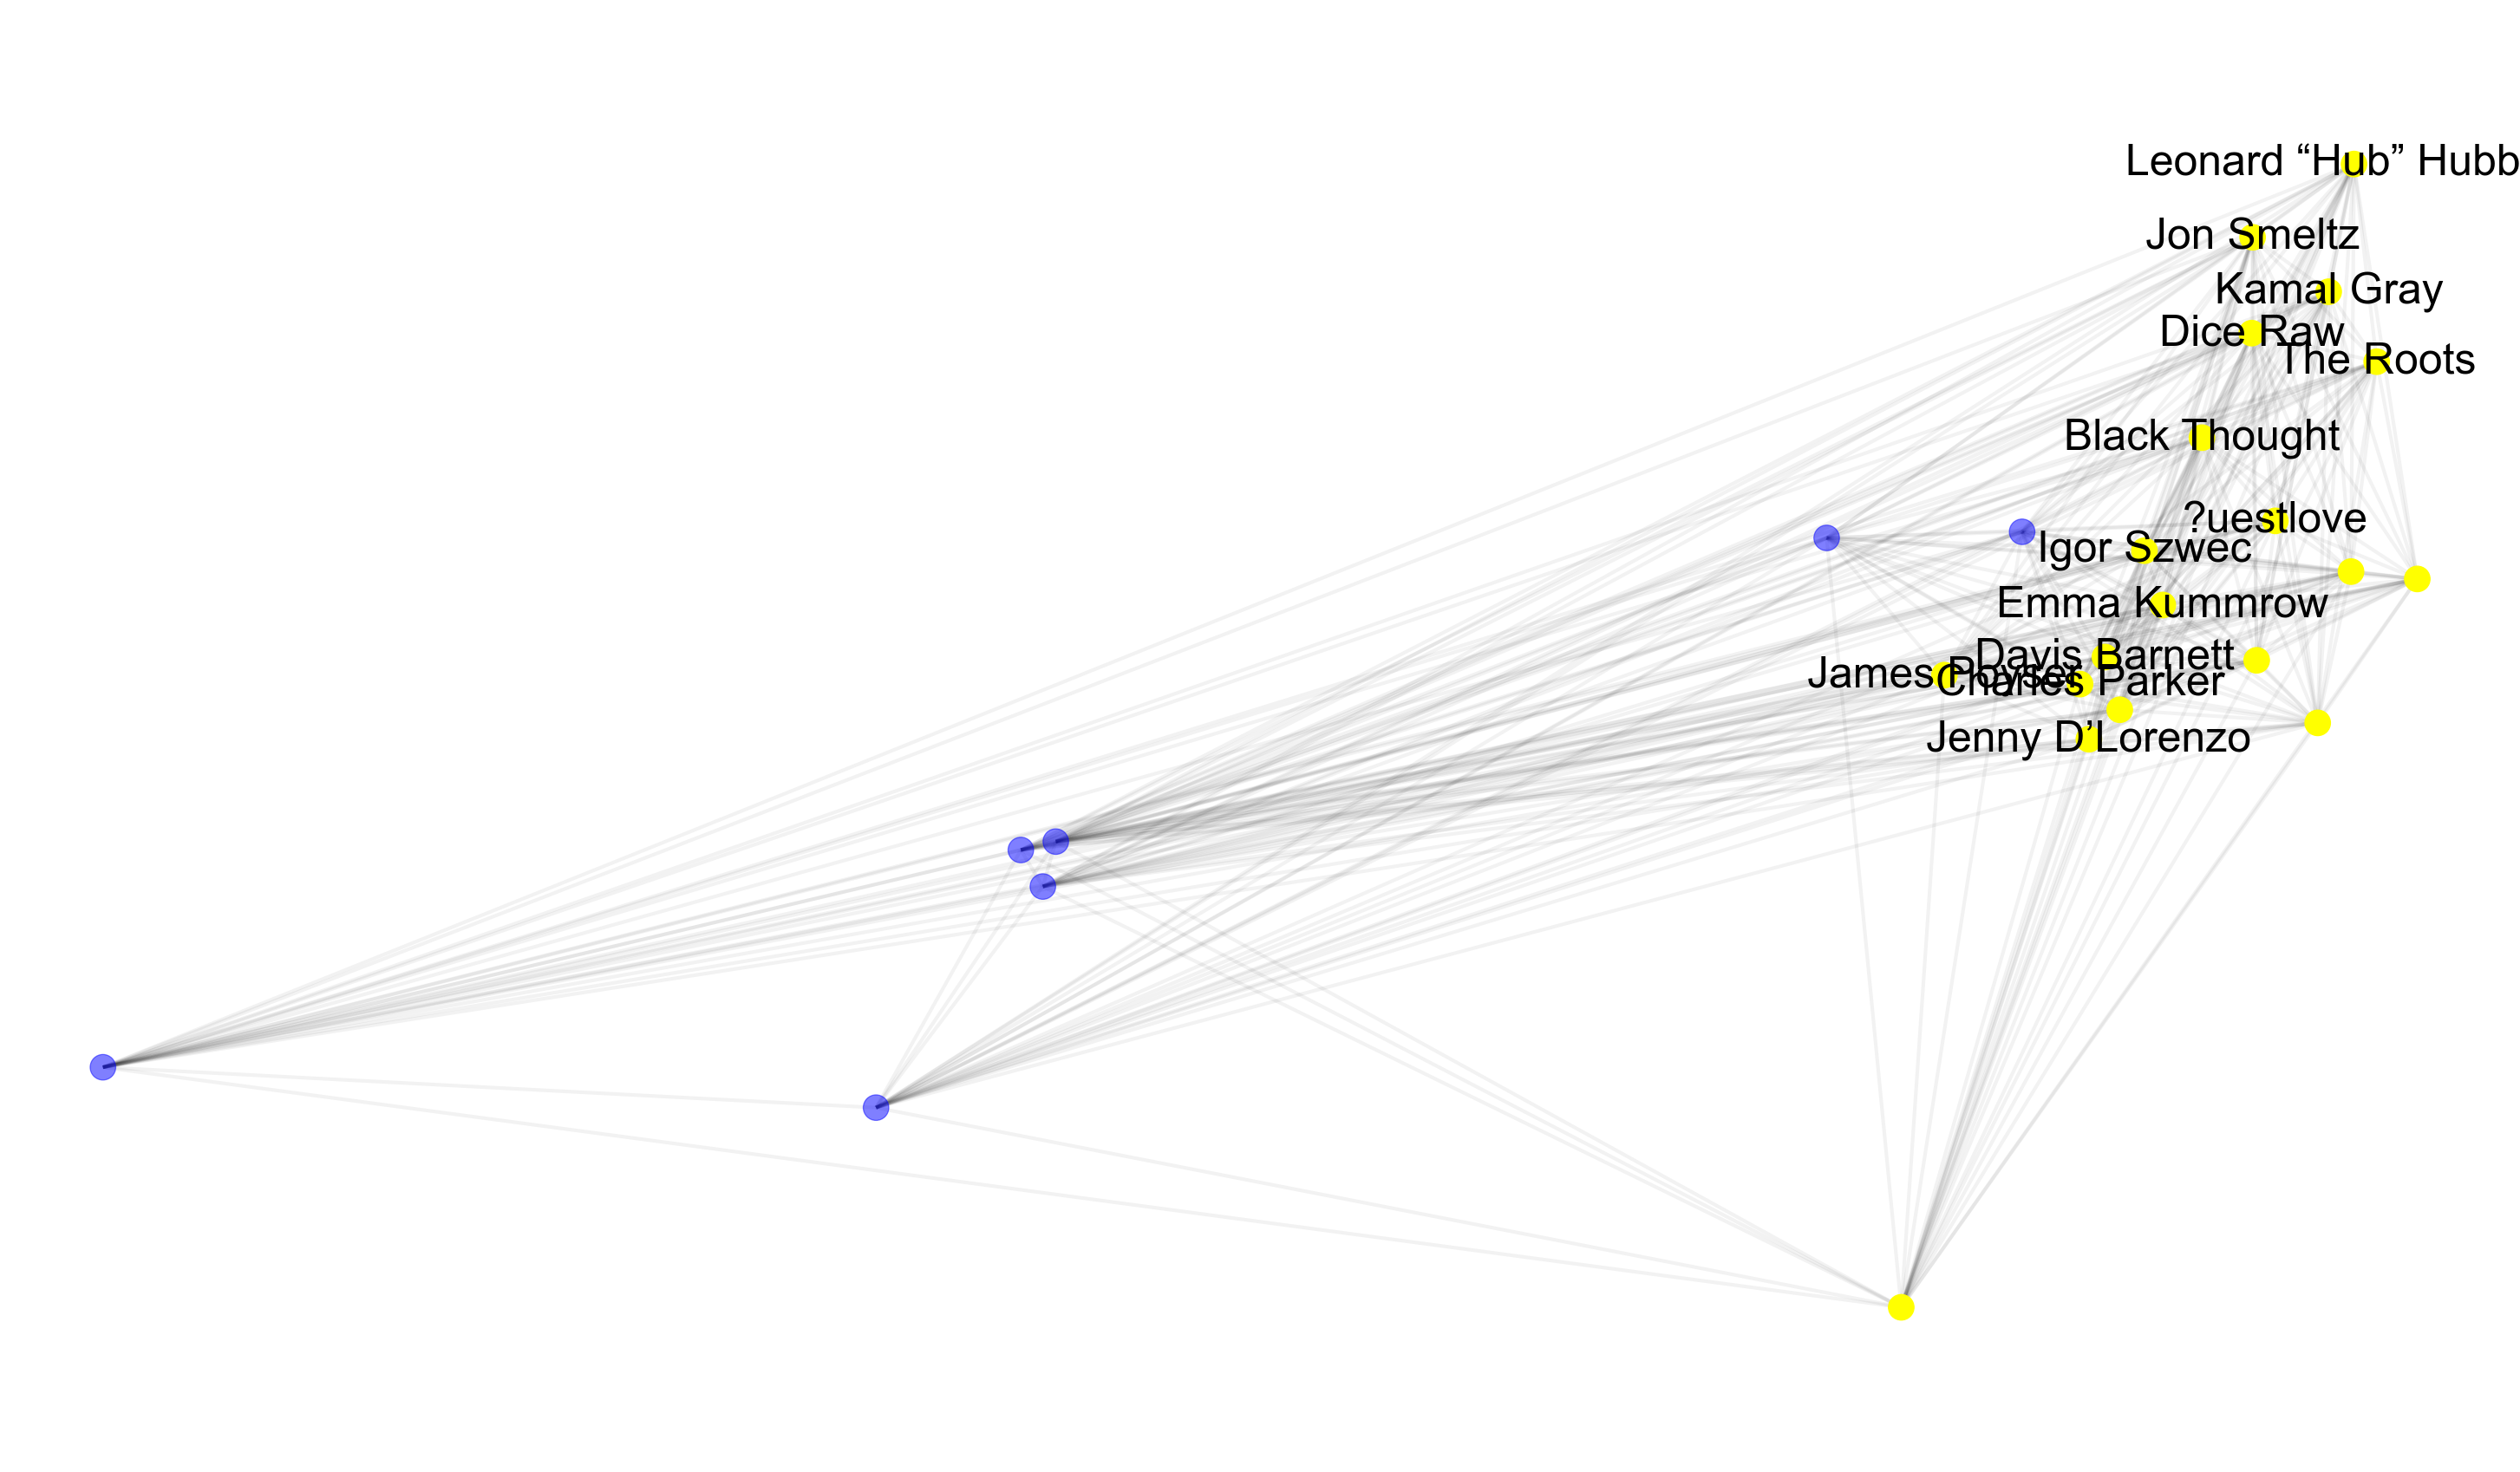 Leonard “Hub” Hubb
Jon Smeltz
Kamal Gray
Dice Raw
The Roots
Black Thought
?uestlove
Igor Szwec
Emma Kummrow
Davis Barnett
James Poyser
Charles Parker
Jenny D’Lorenzo